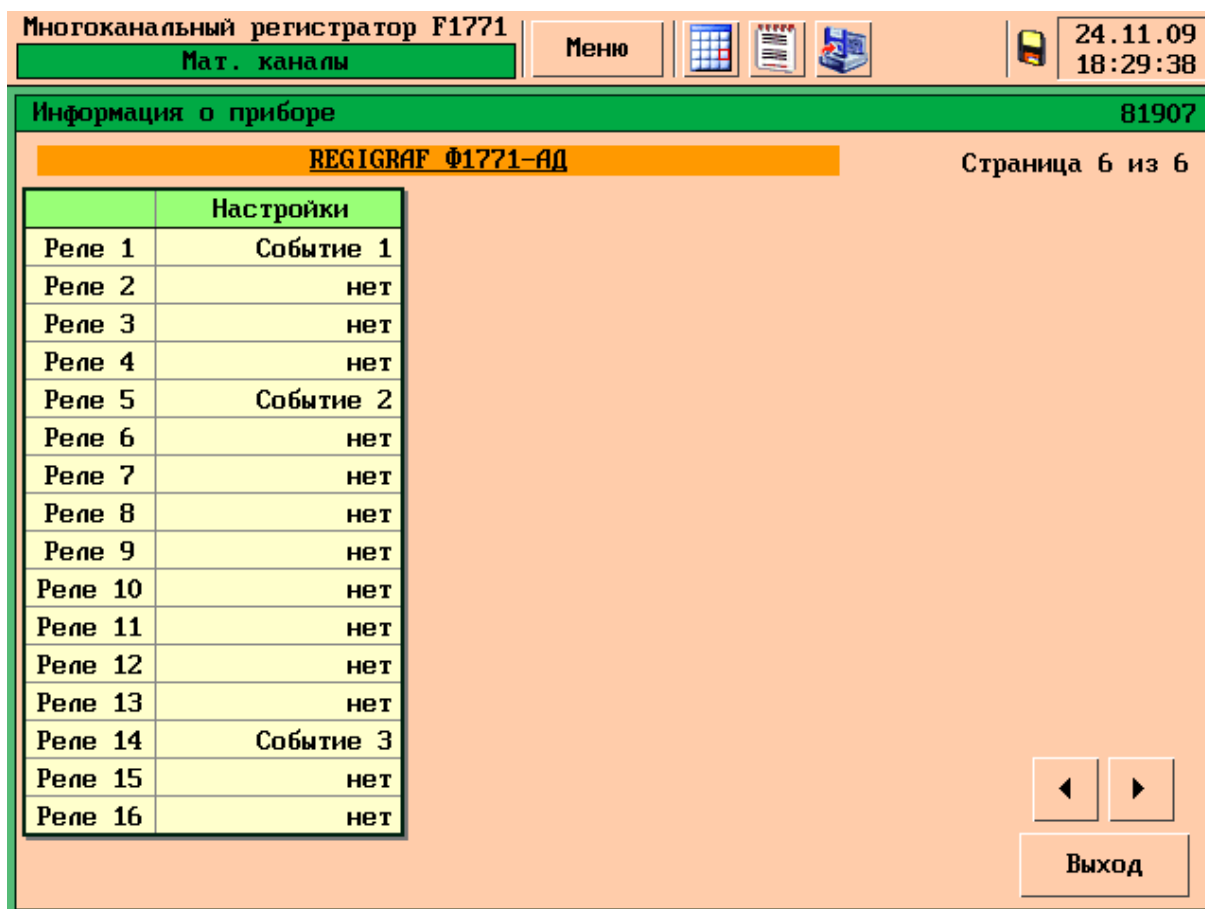 Многоканальный регистратор F1771
Мат. каналы
Меню
24.11.09
18:29:38
Информация о приборе 81907
REGIGRAF Ф1771-АД
Страница 6 из 6
Настройки
Реле 1 Событие 1
Реле 2 нет
Реле 3 нет
Реле 4 нет
Реле 5 Событие 2
Реле 6 нет
Реле 7 нет
Реле 8 нет
Реле 9 нет
Реле 10 нет
Реле 11 нет
Реле 12 нет
Реле 13 нет
Реле 14 Событие 3
Реле 15 нет
Реле 16 нет
Выход